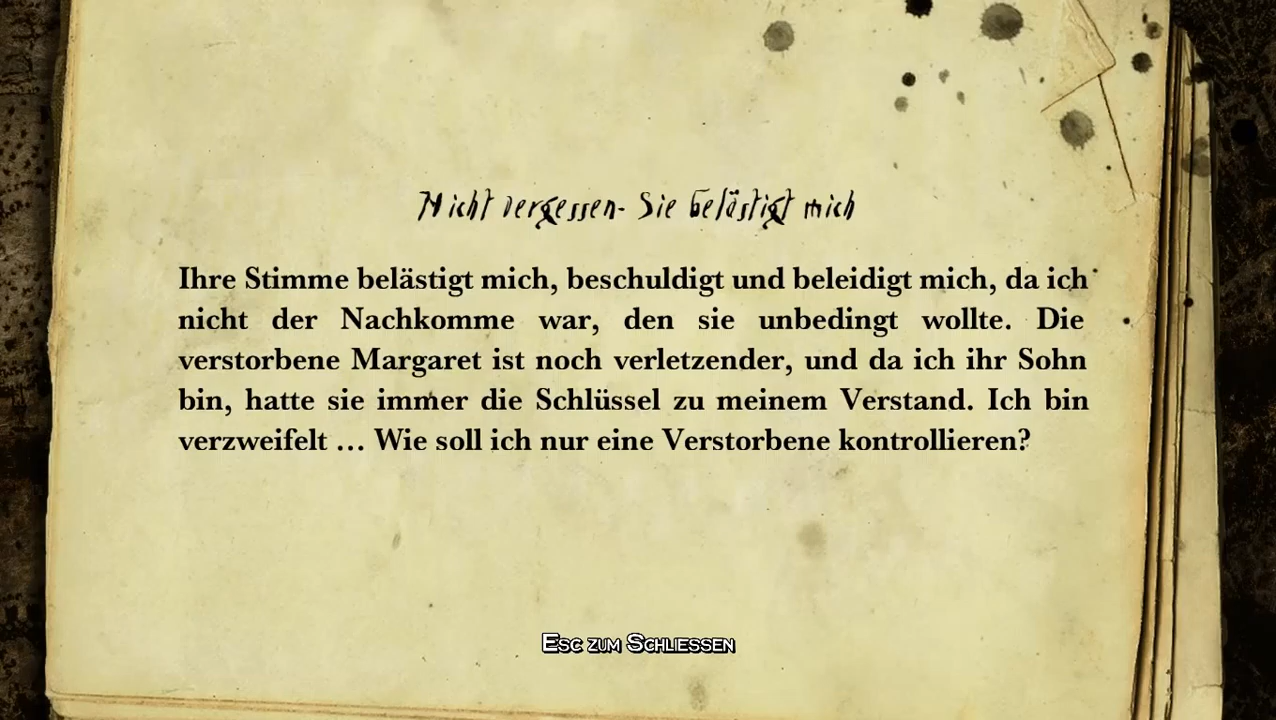 Nicht vergessen- Sie belästigt mich
Ihre Stimme belästigt mich, beschuldigt und beleidigt mich, da ich
nicht der Nachkomme war, den sie unbedingt wollte. Die
verstorbene Margaret ist noch verletzender, und da ich ihr Sohn
bin, hatte sie immer die Schlüssel zu meinem Verstand. Ich bin
verzweifelt ... Wie soll ich nur eine Verstorbene kontrollieren?
Esc zum Schliessen